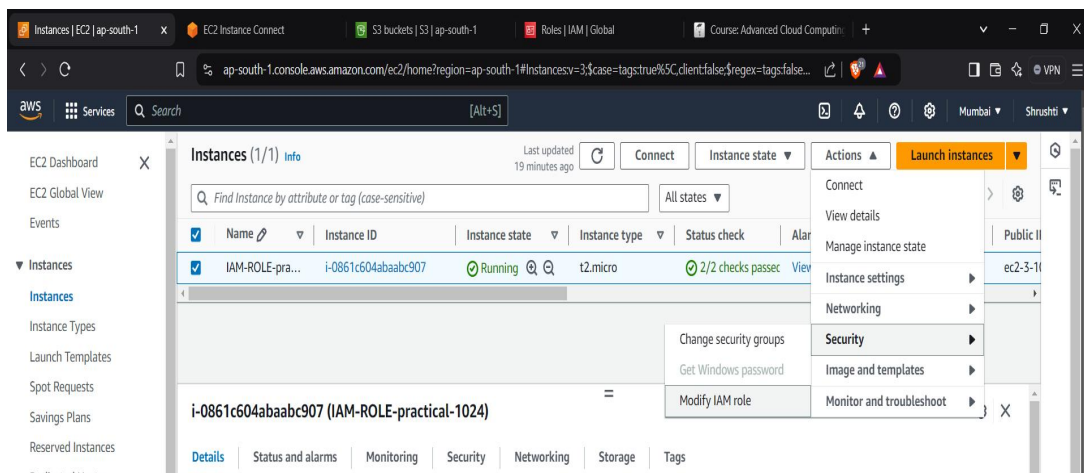 Instances | EC2 | ap-south-1 x EC2 Instance Connect S3 buckets | S3 | ap-south-1 Roles | IAM | Global Course: Advanced Cloud Computing +
ap-south-1.console.aws.amazon.com/ec2/home?region=ap-south-1#Instances:v=3;$case=tags:true%5C,client:false;$regex=tags:false... VPN
aws Services Search [Alt+S] Mumbai ▼ Shrushti ▼
EC2 Dashboard X
EC2 Global View
Events
▼ Instances
Instances
Instance Types
Launch Templates
Spot Requests
Savings Plans
Reserved Instances
Instances (1/1) Info
Last updated
19 minutes ago
Connect Instance state ▼ Actions ▲ Launch instances ▼
Find Instance by attribute or tag (case-sensitive) All states ▼
Name Instance ID Instance state Instance type Status check Alar Public I
IAM-ROLE-pra... i-0861c604abaabc907 Running t2.micro 2/2 checks passec View ec2-3-1
Connect
View details
Manage instance state
Instance settings
Networking
Security
Image and templates
Monitor and troubleshoot
Change security groups
Get Windows password
Modify IAM role
i-0861c604abaabc907 (IAM-ROLE-practical-1024) X
Details Status and alarms Monitoring Security Networking Storage Tags